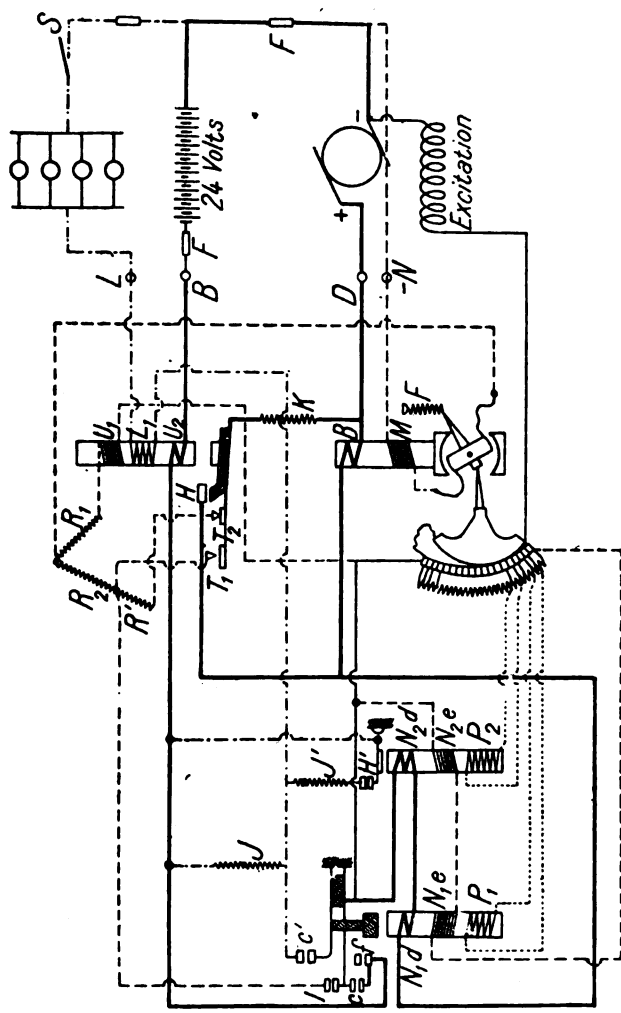 S
F
24 Volts
F
B
L
+
-
Excitation
D
-N
U₁
L₁
U₂
K
B
M
F
H
T₁
T₂
R₁
R₂
R'
J'
H'
N₂d
N₂e
P₂
J
c'
l
c
f
N₁d
N₁e
P₁